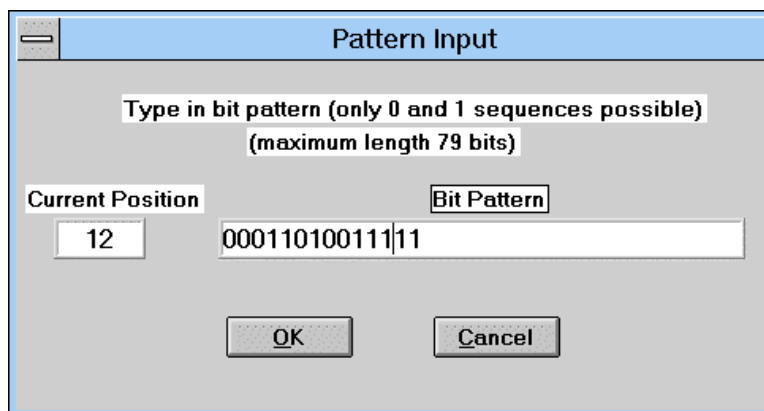 Pattern Input
Type in bit pattern (only 0 and 1 sequences possible)
(maximum length 79 bits)
Current Position Bit Pattern
12 00011010011111
OK Cancel